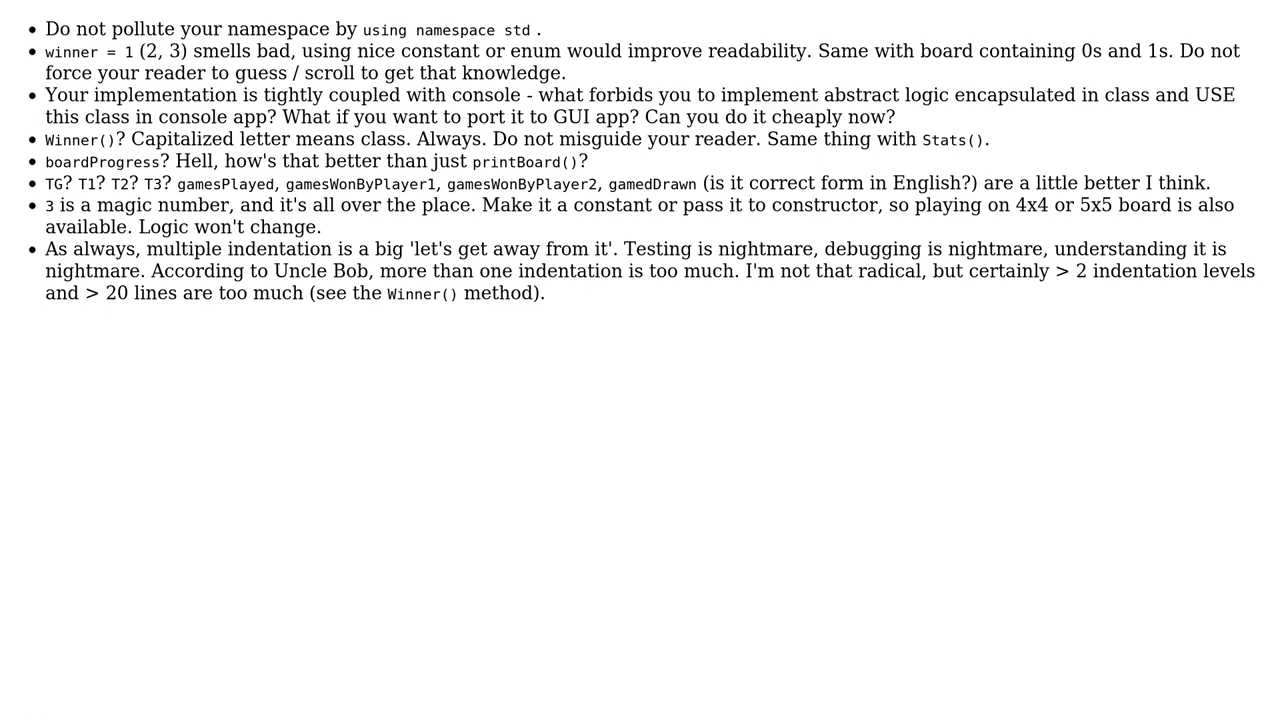 • Do not pollute your namespace by using namespace std .
• winner = 1 (2, 3) smells bad, using nice constant or enum would improve readability. Same with board containing 0s and 1s. Do not
force your reader to guess / scroll to get that knowledge.
• Your implementation is tightly coupled with console - what forbids you to implement abstract logic encapsulated in class and USE
this class in console app? What if you want to port it to GUI app? Can you do it cheaply now?
• Winner()? Capitalized letter means class. Always. Do not misguide your reader. Same thing with Stats().
• boardProgress? Hell, how's that better than just printBoard()?
• TG? T1? T2? T3? gamesPlayed, gamesWonByPlayer1, gamesWonByPlayer2, gamedDrawn (is it correct form in English?) are a little better I think.
• 3 is a magic number, and it's all over the place. Make it a constant or pass it to constructor, so playing on 4x4 or 5x5 board is also
available. Logic won't change.
• As always, multiple indentation is a big 'let's get away from it'. Testing is nightmare, debugging is nightmare, understanding it is
nightmare. According to Uncle Bob, more than one indentation is too much. I'm not that radical, but certainly > 2 indentation levels
and > 20 lines are too much (see the Winner() method).